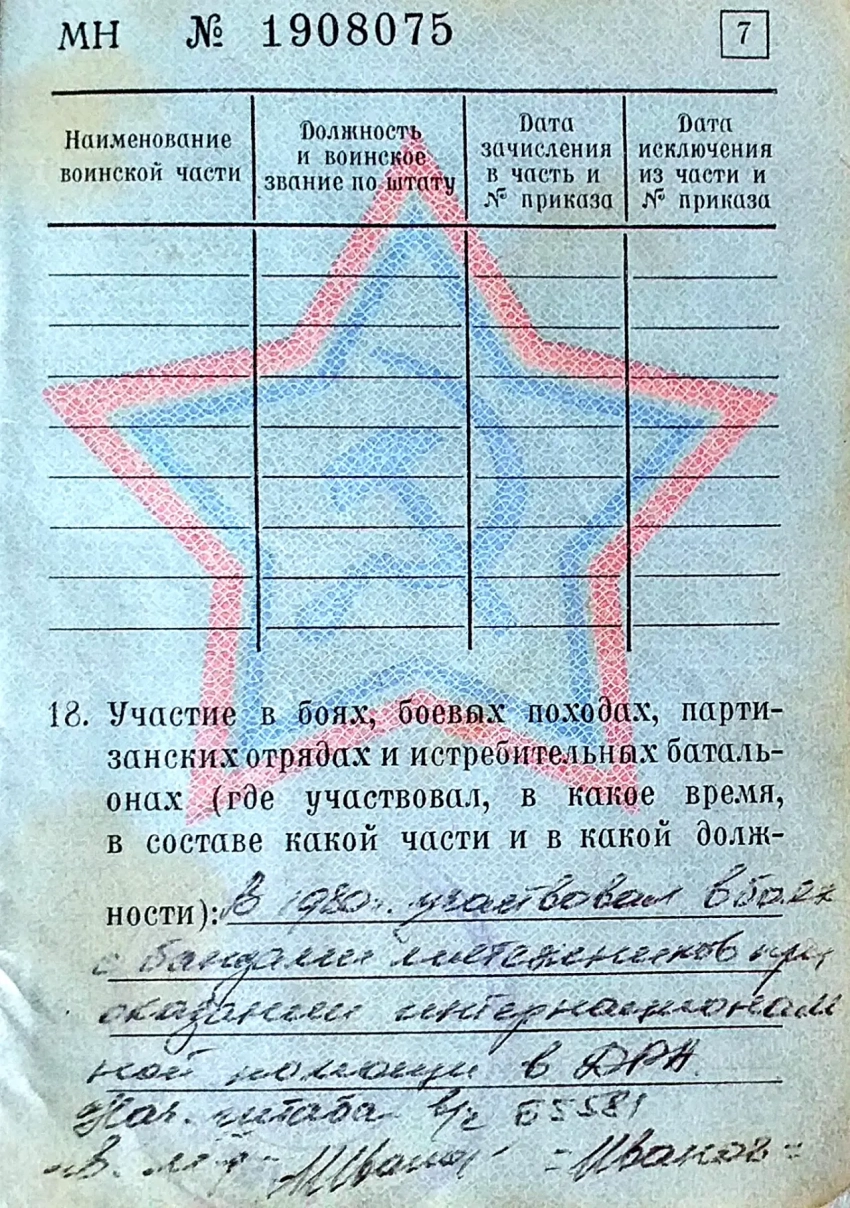 МН № 1908075 7
Наименование
воинской части
Должность
и воинское
звание по штату
Дата
зачисления
в часть и
№ приказа
Дата
исключения
из части и
№ приказа
18. Участие в боях, боевых походах, парти-
занских отрядах и истребительных баталь-
онах (где участвовал, в какое время,
в составе какой части и в какой долж-
ности): В 1980 г. участвовал в боях
с бандами мятежников при
оказании интернациональ
ной помощи в ДРА.
Нач. штаба в/ч
Иванов